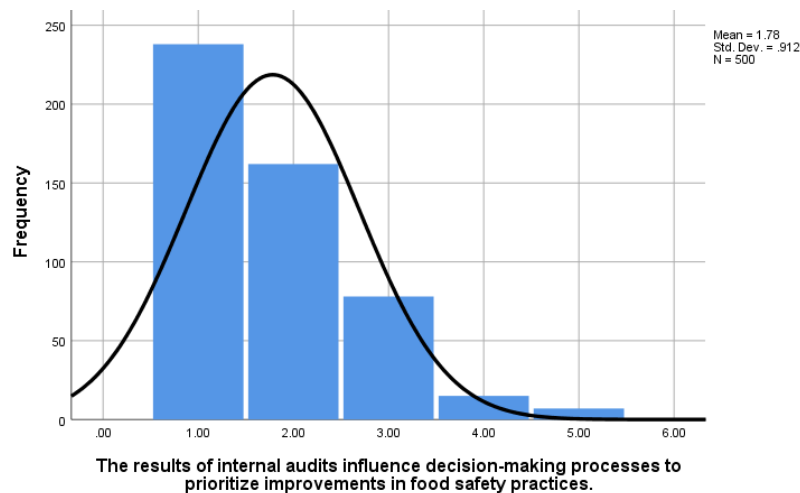 Mean = 1.78
Std. Dev. = .912
N = 500
250
200
150
100
50
0
Frequency
.00 1.00 2.00 3.00 4.00 5.00 6.00
The results of internal audits influence decision-making processes to
prioritize improvements in food safety practices.